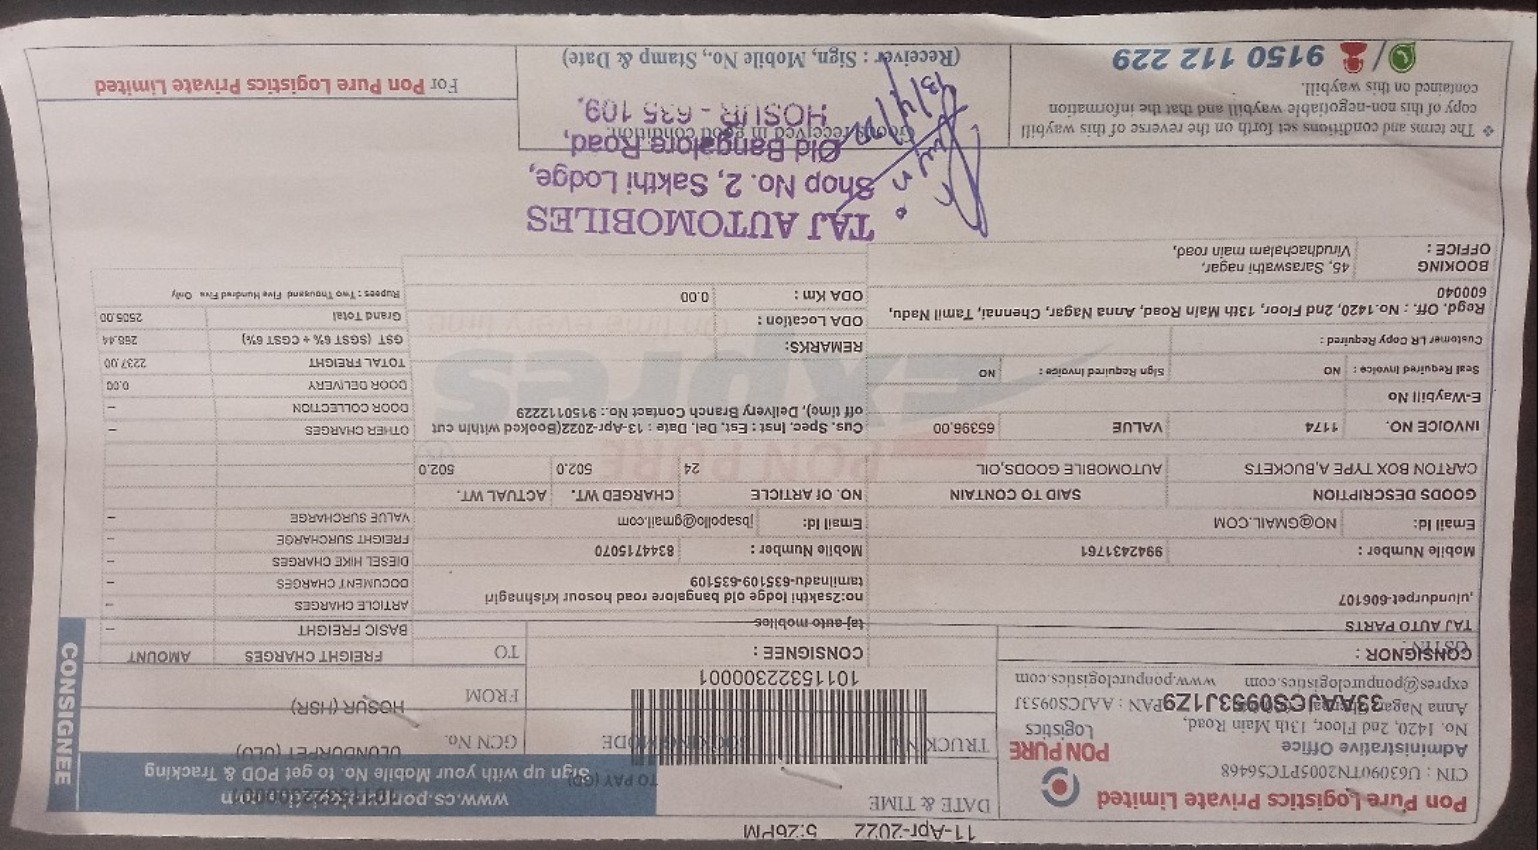 11-Apr-2022 5:26PM
Pon Pure Logistics Private Limited
CIN : U63090TN2005PTC56468
Administrative Office
No. 1420, 2nd Floor, 13th Main Road,
Anna Nagar
PAN : AAJCS0953J
33AAJCS0953J1Z9
expres@ponpurclogistics.com www.ponpurclogistics.com
PON PURE
Logistics
DATE & TIME
TRUCK
TO PAY
GCN No.
FROM
TO
1011532230001
Sign up with your Mobile No. to get POD & Tracking
ULUNDURPET (ULU)
HOSUR (HSR)
CONSIGNEE
CONSIGNOR :
GSTIN :
TAJ AUTO PARTS
,ulundurpet-606107
Mobile Number : 9942431761
Email Id: NO@GMAIL.COM
CONSIGNEE :
taj auto mobiles
no:2sakthi lodge old bangalore road hossur krishnagiri
tamilnadu-635109-635109
Mobile Number : 8344715070
Email Id: jbsapollo@gmail.com
FREIGHT CHARGES AMOUNT
BASIC FREIGHT -
ARTICLE CHARGES -
DOCUMENT CHARGES -
DIESEL HIKE CHARGES -
FREIGHT SURCHARGE -
VALUE SURCHARGE -
OTHER CHARGES -
DOOR COLLECTION -
DOOR DELIVERY 0.00
TOTAL FREIGHT 2237.00
GST (SGST 6% + CGST 6%) 268.44
Grand Total 2505.00
Rupees : Two Thousand Five Hundred Five Only
GOODS DESCRIPTION SAID TO CONTAIN NO. OF ARTICLE CHARGED WT. ACTUAL WT.
CARTON BOX TYPE A,BUCKETS AUTOMOBILE GOODS,OIL 24 502.0 502.0
PON PURE
expres
INVOICE NO. 1174 VALUE 65396.00
E-Waybill No
Seal Required Invoice : NO Sign Required Invoice : NO
Customer LR Copy Required :
Regd. Off. : No.1420, 2nd Floor, 13th Main Road, Anna Nagar, Chennai, Tamil Nadu,
600040
BOOKING OFFICE :
45, Saraswathi nagar,
Virudhachalam main road,
Cus. Spec. Inst : Est. Del. Date : 13-Apr-2022(Booked within cut
off time), Delivery Branch Contact No.: 9150112229
REMARKS:
ODA Location :
ODA Km : 0.00
TAJ AUTOMOBILES
Shop No. 2, Sakthi Lodge,
Old Bangalore Road,
HOSUR - 635 109.
❖ The terms and conditions set forth on the reverse of this waybill
copy of this non-negotiable waybill and that the information
contained on this waybill.
9150 112 229
Goods received in good condition.
(Receiver : Sign, Mobile No., Stamp & Date)
For Pon Pure Logistics Private Limited